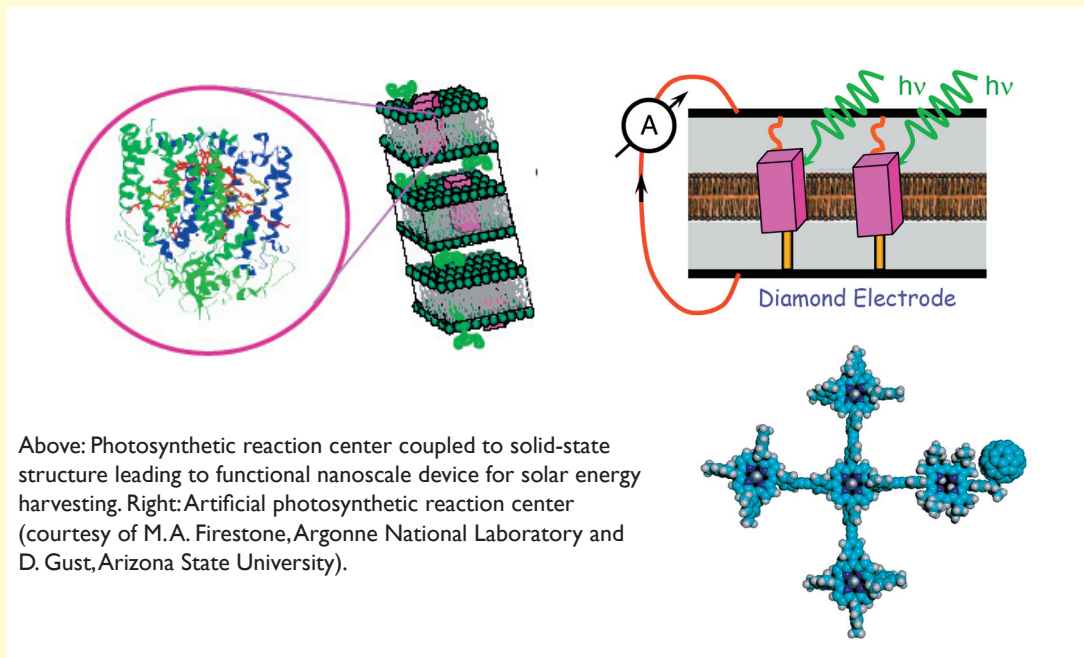 hν hν
A
Diamond Electrode
Above: Photosynthetic reaction center coupled to solid-state
structure leading to functional nanoscale device for solar energy
harvesting. Right: Artificial photosynthetic reaction center
(courtesy of M.A. Firestone, Argonne National Laboratory and
D. Gust, Arizona State University).